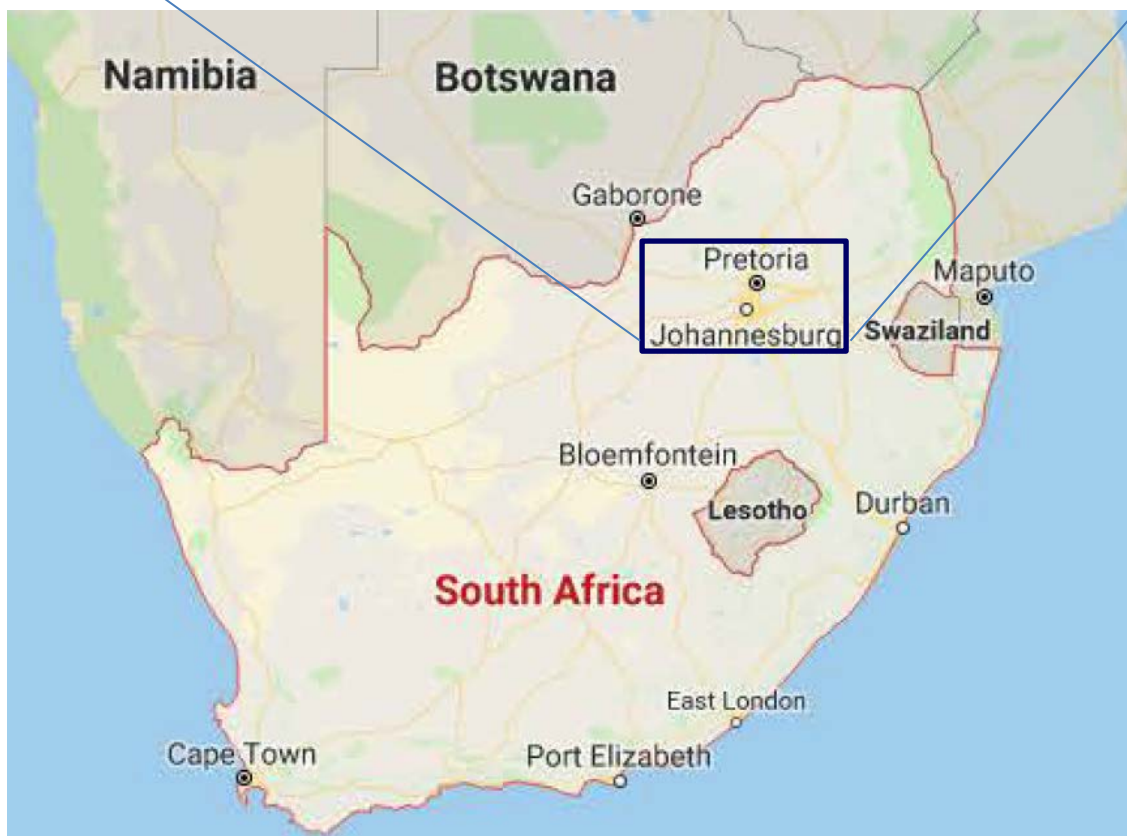 Namibia
Botswana
Gaborone
Pretoria
Maputo
Johannesburg
Swaziland
Bloemfontein
Lesotho
Durban
South Africa
East London
Cape Town
Port Elizabeth